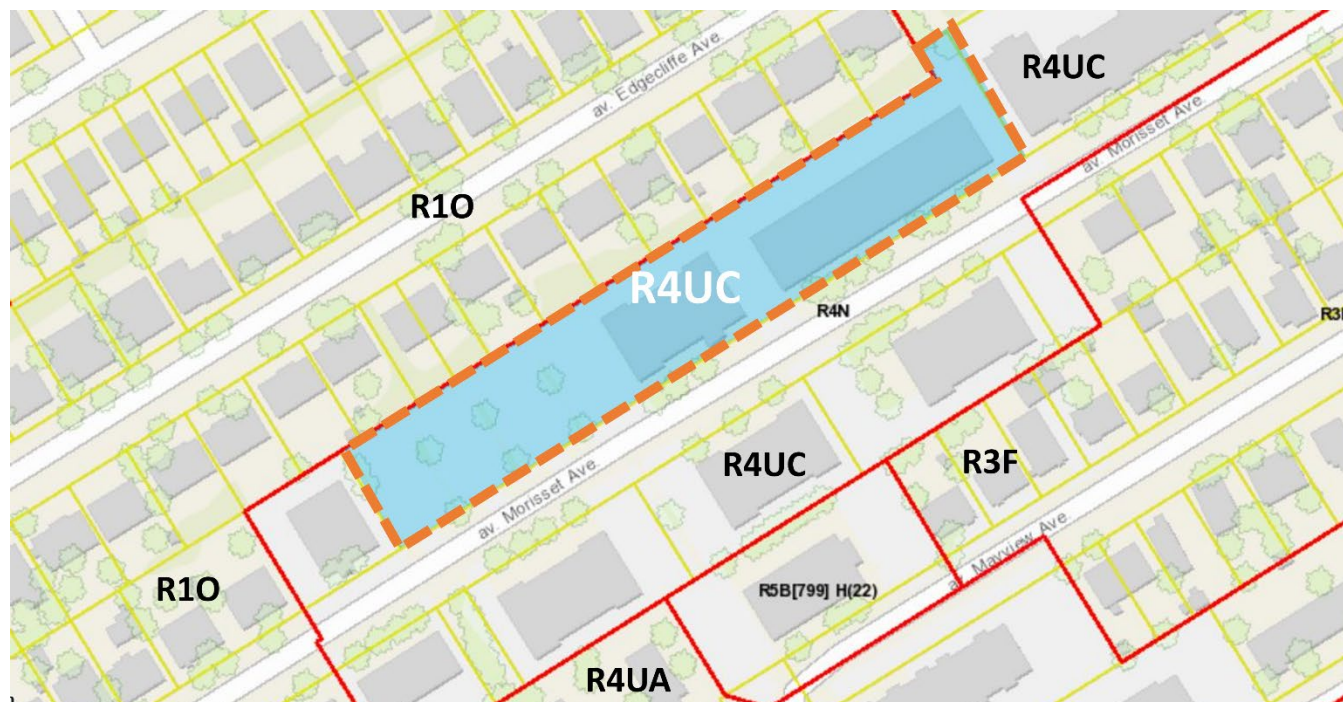 av. Edgecliffe Ave.
R4UC
av. Morisset Ave.
R1O
R4UC
R4N
R3F
R4UC
R3F
av. Morisset Ave.
av. Mayview Ave.
R1O
R5B[799] H(22)
R4UA